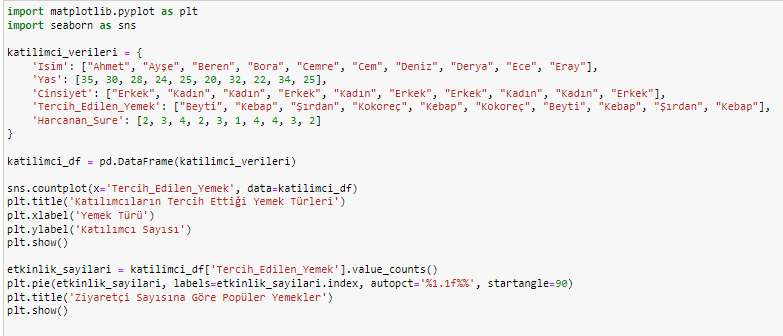 import matplotlib.pyplot as plt
import seaborn as sns
katilimci_verileri = {
    'Isim': ["Ahmet", "Ayşe", "Beren", "Bora", "Cemre", "Cem", "Deniz", "Derya", "Ece", "Eray"],
    'Yas': [35, 30, 28, 24, 25, 20, 32, 22, 34, 25],
    'Cinsiyet': ["Erkek", "Kadın", "Kadın", "Erkek", "Kadın", "Erkek", "Erkek", "Kadın", "Kadın", "Erkek"],
    'Tercih_Edilen_Yemek': ["Beyti", "Kebap", "Şırdan", "Kokoreç", "Kebap", "Kokoreç", "Beyti", "Kebap", "Şırdan", "Kebap"],
    'Harcanan_Sure': [2, 3, 4, 2, 3, 1, 4, 4, 3, 2]
}
katilimci_df = pd.DataFrame(katilimci_verileri)
sns.countplot(x='Tercih_Edilen_Yemek', data=katilimci_df)
plt.title('Katılımcıların Tercih Ettiği Yemek Türleri')
plt.xlabel('Yemek Türü')
plt.ylabel('Katılımcı Sayısı')
plt.show()
etkinlik_sayilari = katilimci_df['Tercih_Edilen_Yemek'].value_counts()
plt.pie(etkinlik_sayilari, labels=etkinlik_sayilari.index, autopct='%1.1f%%', startangle=90)
plt.title('Ziyaretçi Sayısına Göre Popüler Yemekler')
plt.show()